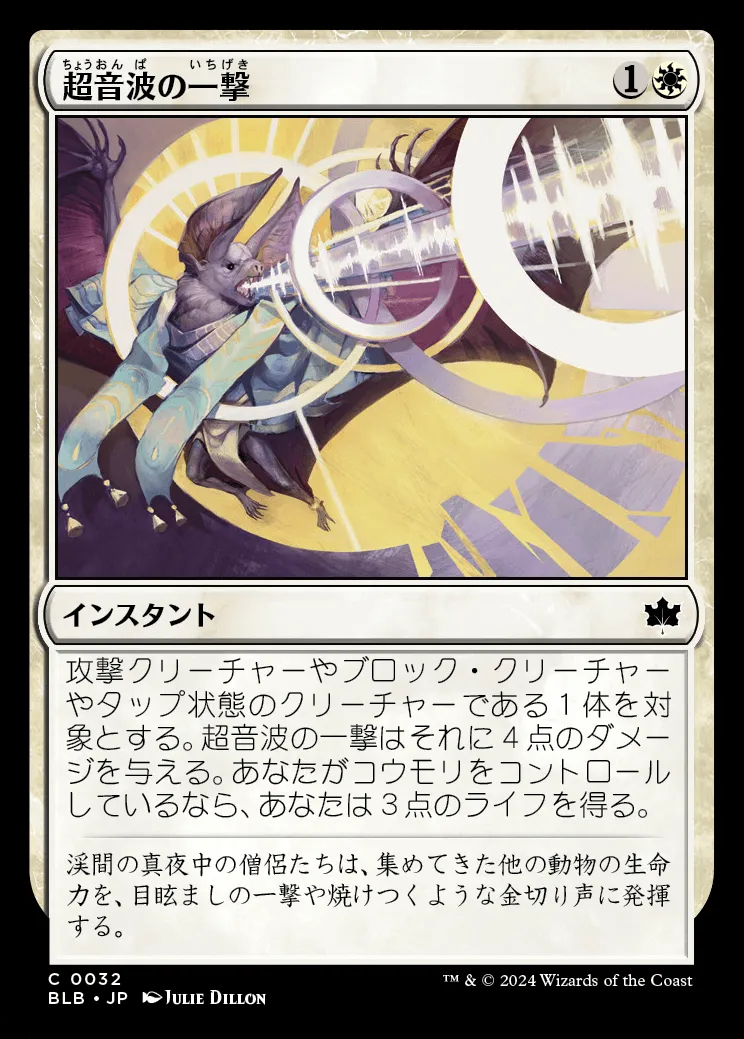 ちょうおんぱ いちげき
超音波の一撃 1
インスタント
攻撃クリーチャーやブロック・クリーチャー
やタップ状態のクリーチャーである1体を対
象とする。超音波の一撃はそれに4点のダメー
ジを与える。あなたがコウモリをコントロール
しているなら、あなたは3点のライフを得る。
渓間の真夜中の僧侶たちは、集めてきた他の動物の生命
力を、目眩ましの一撃や焼けつくような金切り声に発揮
する。
C 0032
BLB • JP JULIE DILLON
™ & © 2024 Wizards of the Coast